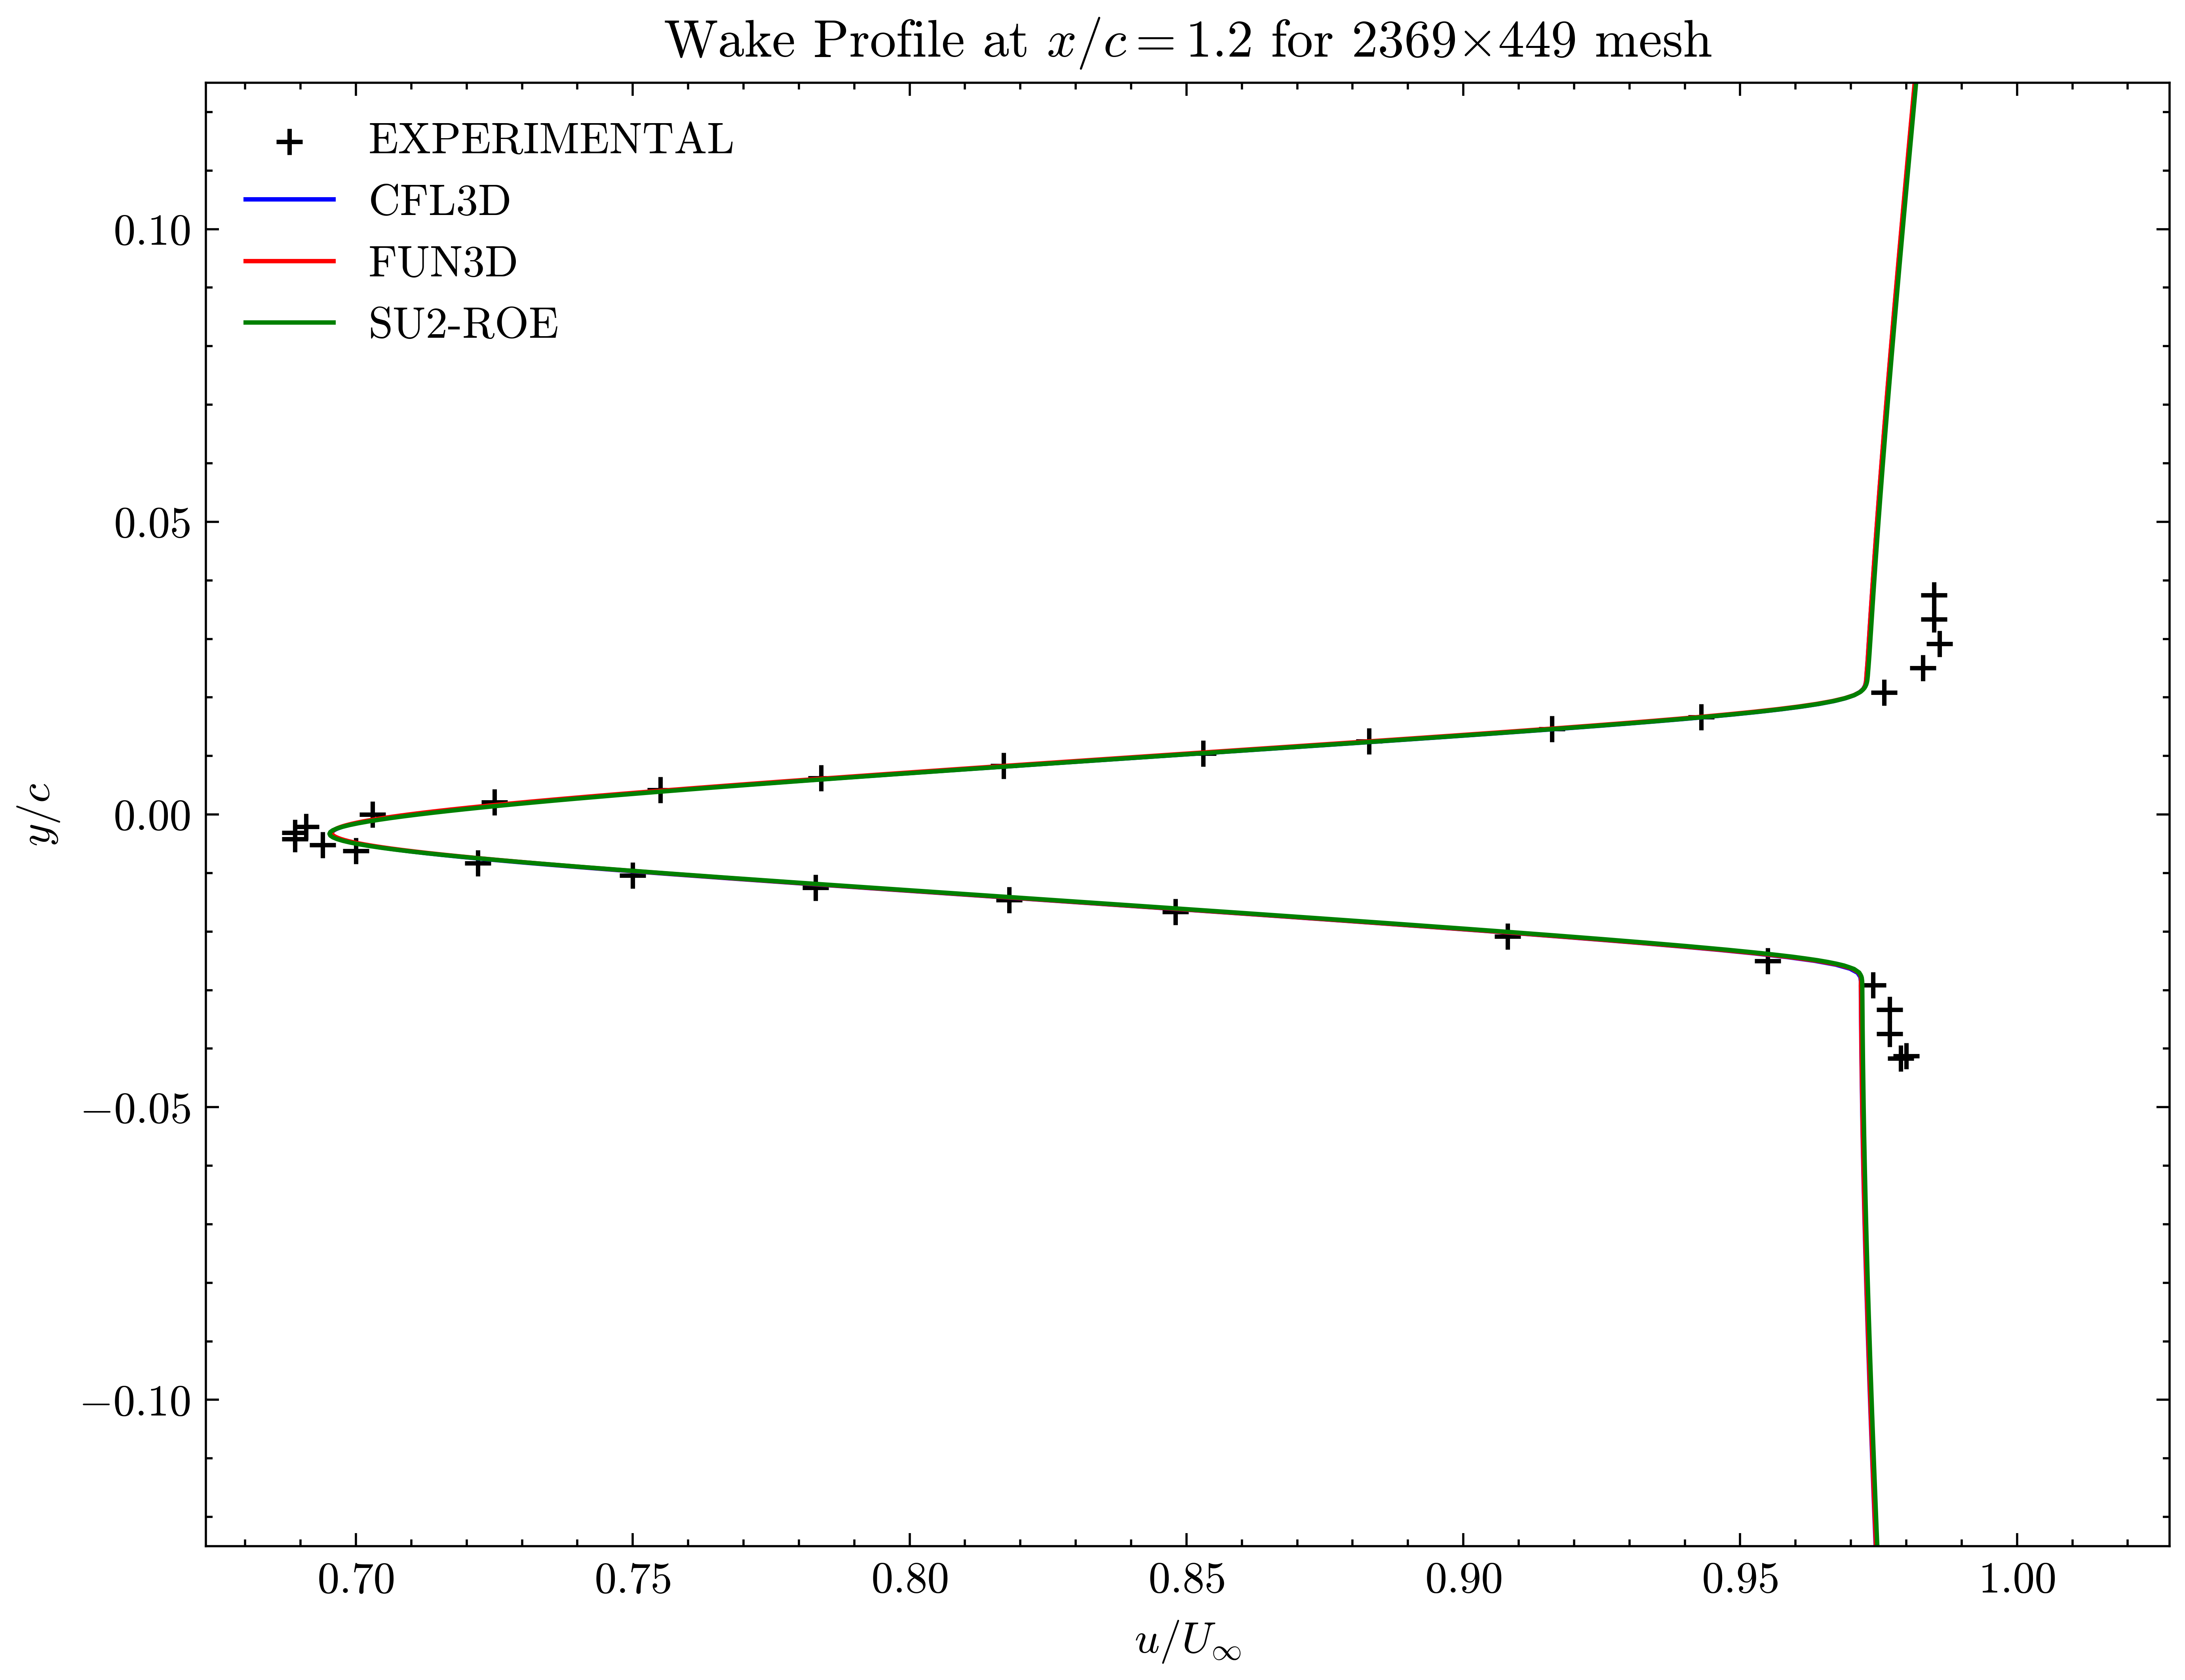 Wake Profile at x/c = 1.2 for 2369×449 mesh
EXPERIMENTAL
CFL3D
FUN3D
SU2-ROE
0.10
0.05
0.00
−0.05
−0.10
y/c
0.70 0.75 0.80 0.85 0.90 0.95 1.00
u/U∞